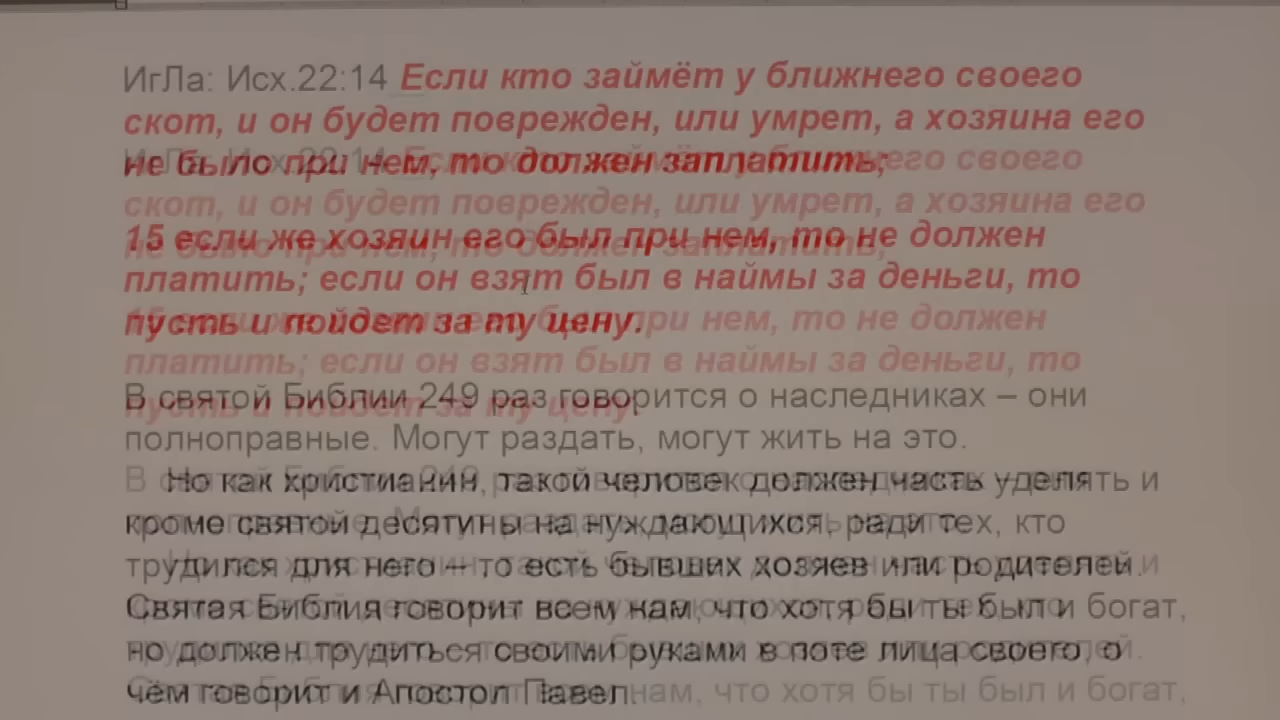 ИгЛа: Исх.22:14 Если кто займёт у ближнего своего
скот, и он будет поврежден, или умрет, а хозяина его
не было при нем, то должен заплатить;
15 если же хозяин его был при нем, то не должен
платить; если он взят был в наймы за деньги, то
пусть и пойдет за ту цену.
В святой Библии 249 раз говорится о наследниках – они
полноправные. Могут раздать, могут жить на это.
Но как христианин, такой человек должен часть уделять и
кроме святой десятины на нуждающихся, ради тех, кто
трудился для него – то есть бывших хозяев или родителей.
Святая Библия говорит всем нам, что хотя бы ты был и богат,
но должен трудиться своими руками в поте лица своего, о
чём говорит и Апостол Павел.